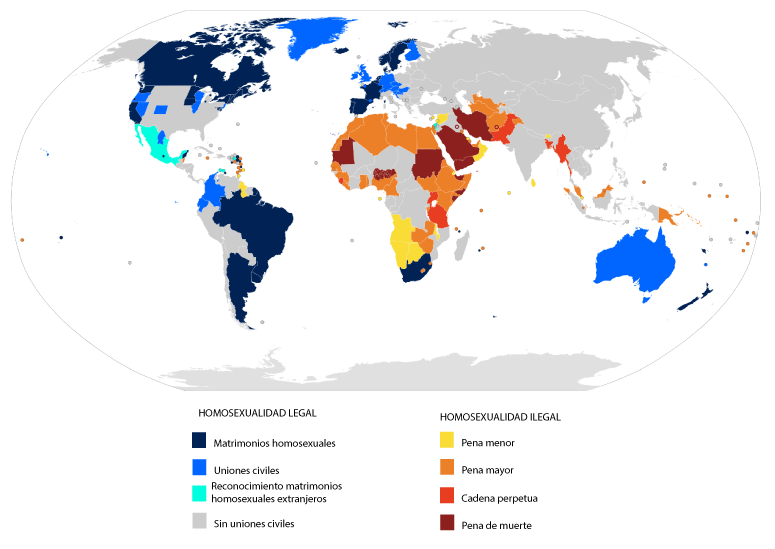 HOMOSEXUALIDAD LEGAL
Matrimonios homosexuales
Uniones civiles
Reconocimiento matrimonios
homosexuales extranjeros
Sin uniones civiles
HOMOSEXUALIDAD ILEGAL
Pena menor
Pena mayor
Cadena perpetua
Pena de muerte